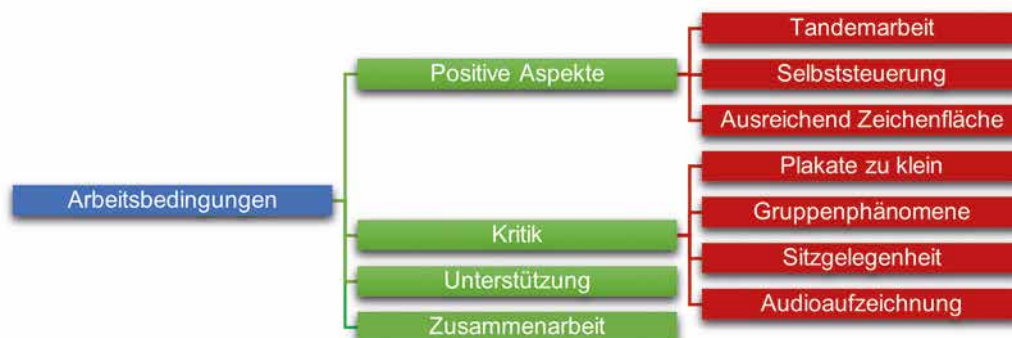 Arbeitsbedingungen
Positive Aspekte
Tandemarbeit
Selbststeuerung
Ausreichend Zeichenfläche
Kritik
Plakate zu klein
Gruppenphänomene
Sitzgelegenheit
Audioaufzeichnung
Unterstützung
Zusammenarbeit